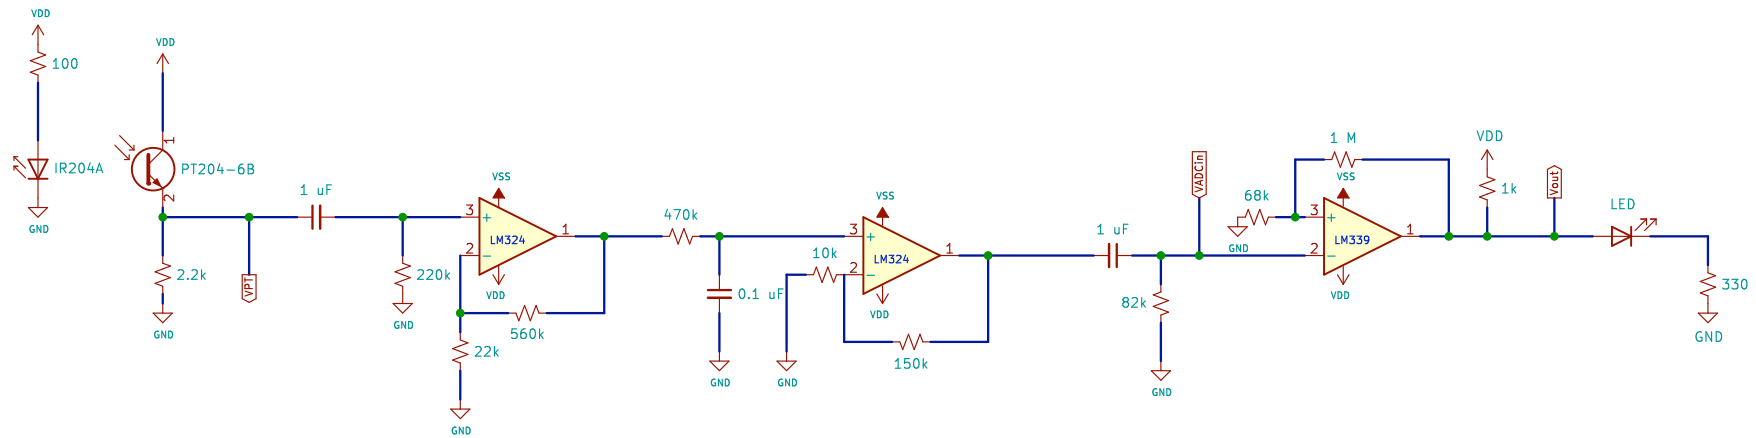 VDD
100
IR204A
GND
VDD
1
PT204-6B
2
2.2k
GND
VPT
1 uF
220k
GND
VSS
3
+
2
−
LM324
1
VDD
560k
22k
GND
470k
0.1 uF
GND
10k
GND
VSS
3
+
2
−
LM324
1
VDD
150k
1 uF
82k
GND
VADCin
68k
GND
1 M
VSS
3
+
2
−
LM339
1
VDD
VDD
1k
Vout
LED
330
GND